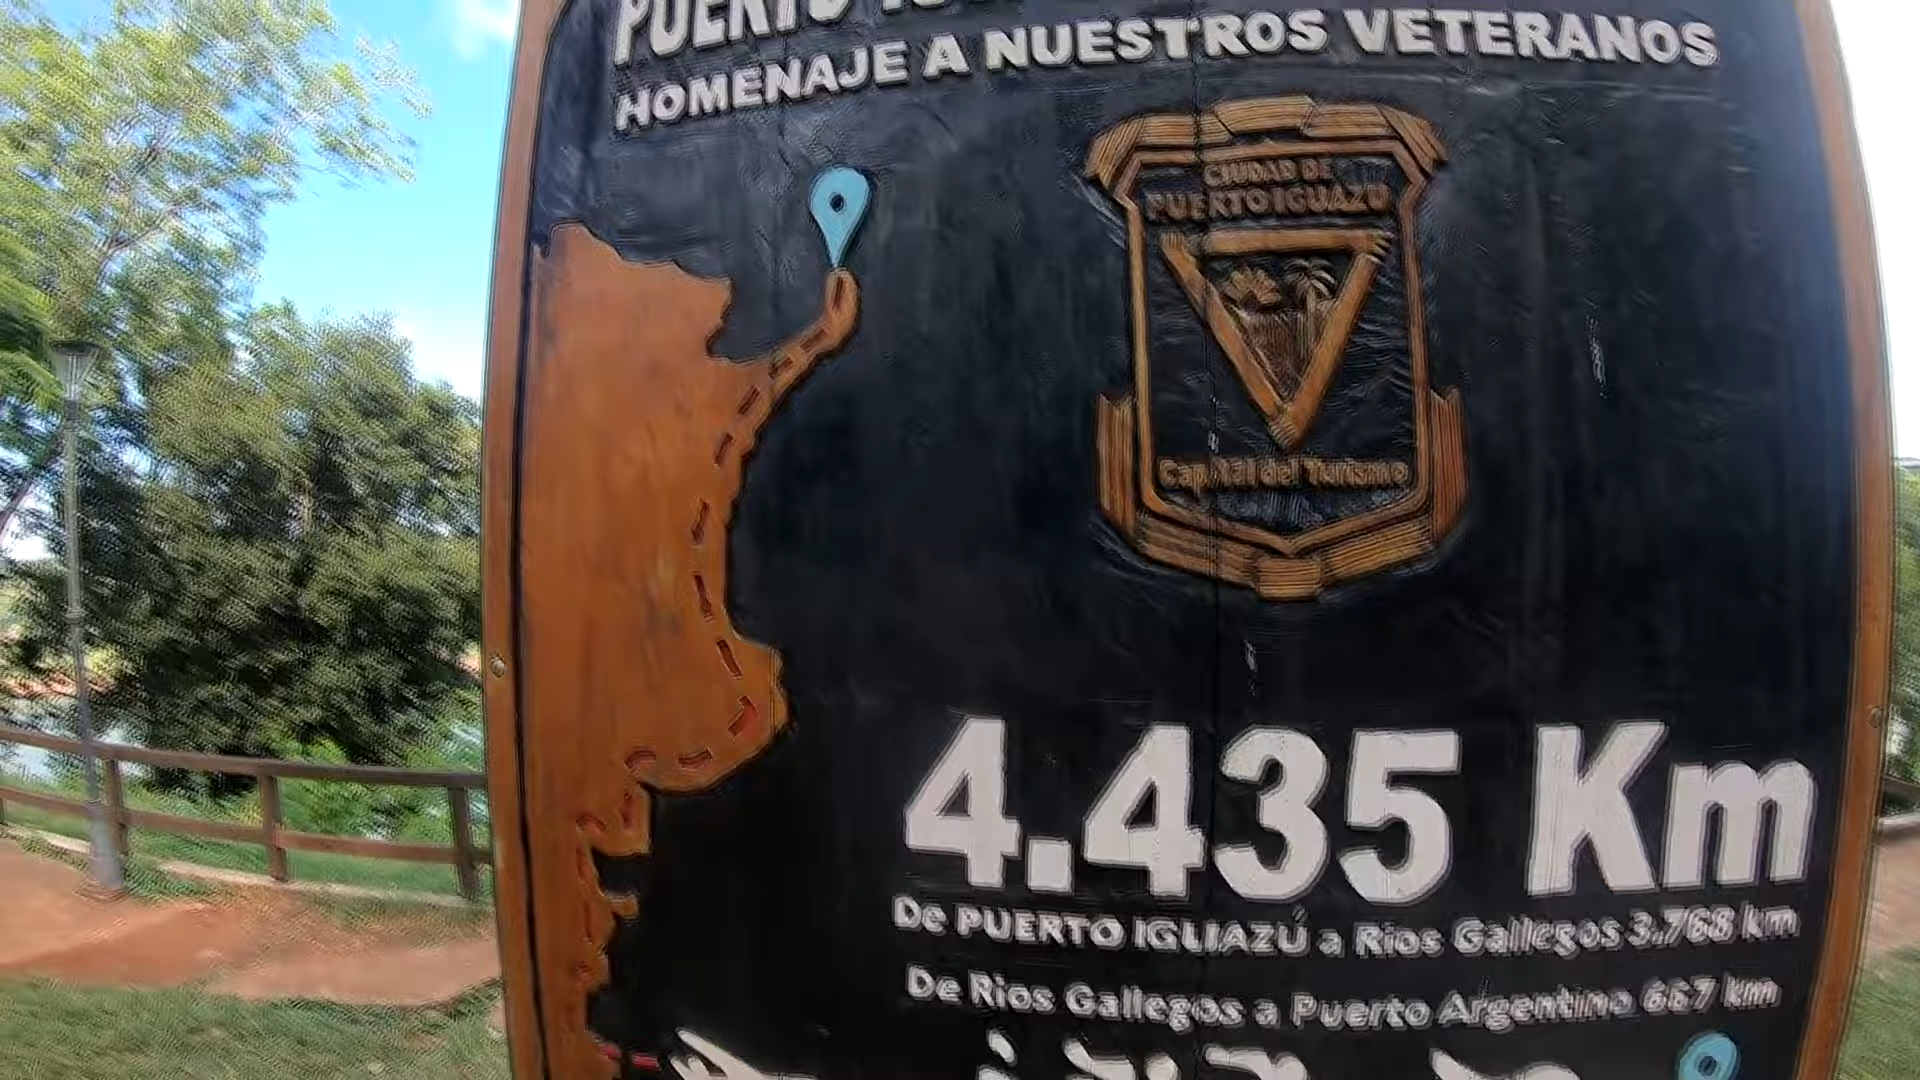 PUERTO
HOMENAJE A NUESTROS VETERANOS
CIUDAD DE
PUERTO IGUAZU
Capital del Turismo
4.435 Km
De PUERTO IGUAZÚ a Rios Gallegos 3.768 km
De Rios Gallegos a Puerto Argentino 667 km